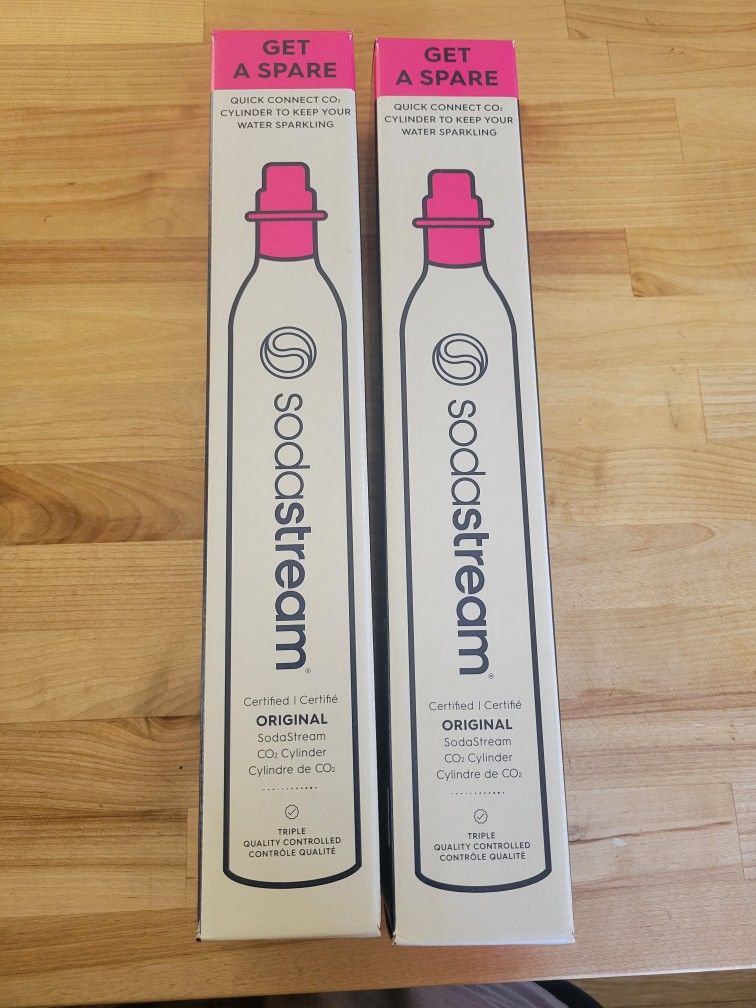 GET
A SPARE
QUICK CONNECT CO₂
CYLINDER TO KEEP YOUR
WATER SPARKLING
sodastream®
Certified | Certifié
ORIGINAL
SodaStream
CO₂ Cylinder
Cylindre de CO₂
TRIPLE
QUALITY CONTROLLED
CONTRÔLE QUALITÉ
GET
A SPARE
QUICK CONNECT CO₂
CYLINDER TO KEEP YOUR
WATER SPARKLING
sodastream®
Certified | Certifié
ORIGINAL
SodaStream
CO₂ Cylinder
Cylindre de CO₂
TRIPLE
QUALITY CONTROLLED
CONTRÔLE QUALITÉ